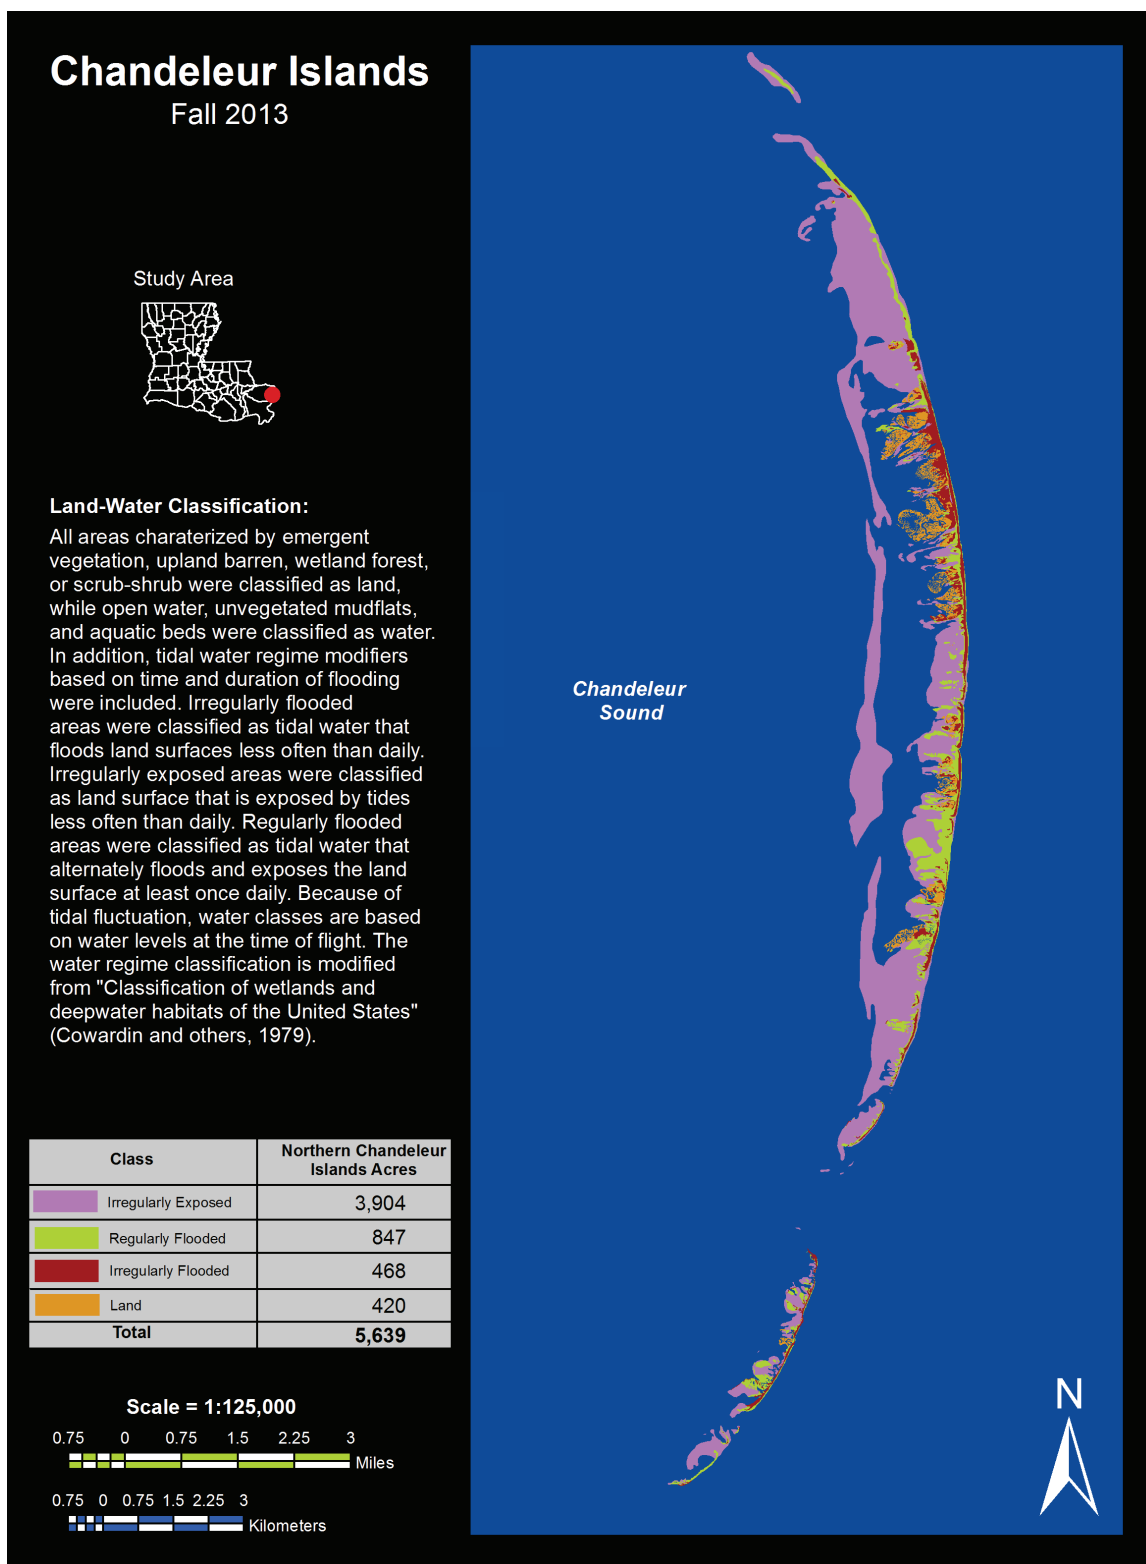 Chandeleur Islands
Fall 2013
Study Area
Land-Water Classification:
All areas charaterized by emergent
vegetation, upland barren, wetland forest,
or scrub-shrub were classified as land,
while open water, unvegetated mudflats,
and aquatic beds were classified as water.
In addition, tidal water regime modifiers
based on time and duration of flooding
were included. Irregularly flooded
areas were classified as tidal water that
floods land surfaces less often than daily.
Irregularly exposed areas were classified
as land surface that is exposed by tides
less often than daily. Regularly flooded
areas were classified as tidal water that
alternately floods and exposes the land
surface at least once daily. Because of
tidal fluctuation, water classes are based
on water levels at the time of flight. The
water regime classification is modified
from "Classification of wetlands and
deepwater habitats of the United States"
(Cowardin and others, 1979).
Class Northern Chandeleur
Islands Acres
Irregularly Exposed 3,904
Regularly Flooded 847
Irregularly Flooded 468
Land 420
Total 5,639
Scale = 1:125,000
0.75 0 0.75 1.5 2.25 3
Miles
0.75 0 0.75 1.5 2.25 3
Kilometers
Chandeleur
Sound
N